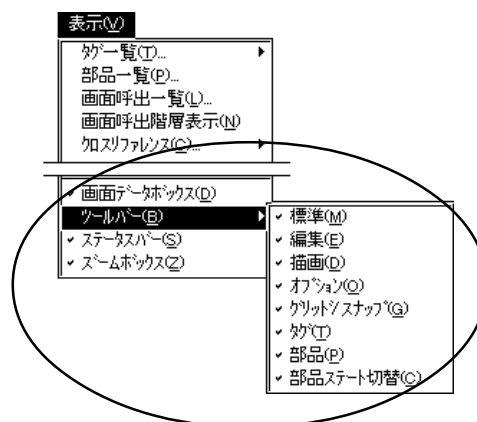 表示(V)
ﾀｸﾞ一覧(T)...
部品一覧(P)...
画面呼出一覧(L)...
画面呼出階層表示(N)
ｸﾛｽﾘﾌｧﾚﾝｽ(C)...
画面ﾃﾞｰﾀﾎﾞｯｸｽ(D)
ﾂｰﾙﾊﾞｰ(B)
ｽﾃｰﾀｽﾊﾞｰ(S)
ｽﾞｰﾑﾎﾞｯｸｽ(Z)
標準(M)
編集(E)
描画(D)
ｵﾌﾟｼｮﾝ(O)
ｸﾞﾘｯﾄﾞ/ｽﾅｯﾌﾟ(G)
ﾀｸﾞ(T)
部品(P)
部品ｽﾃｰﾄ切替(C)